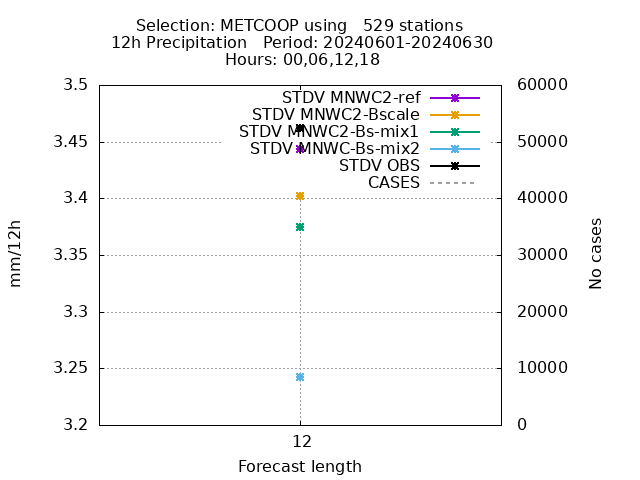 Selection: METCOOP using   529 stations
12h Precipitation   Period: 20240601-20240630
Hours: 00,06,12,18
3.5
3.45
3.4
3.35
3.3
3.25
3.2
60000
50000
40000
30000
20000
10000
0
mm/12h
No cases
STDV MNWC2-ref
STDV MNWC2-Bscale
STDV MNWC2-Bs-mix1
STDV MNWC-Bs-mix2
STDV OBS
CASES
12
Forecast length